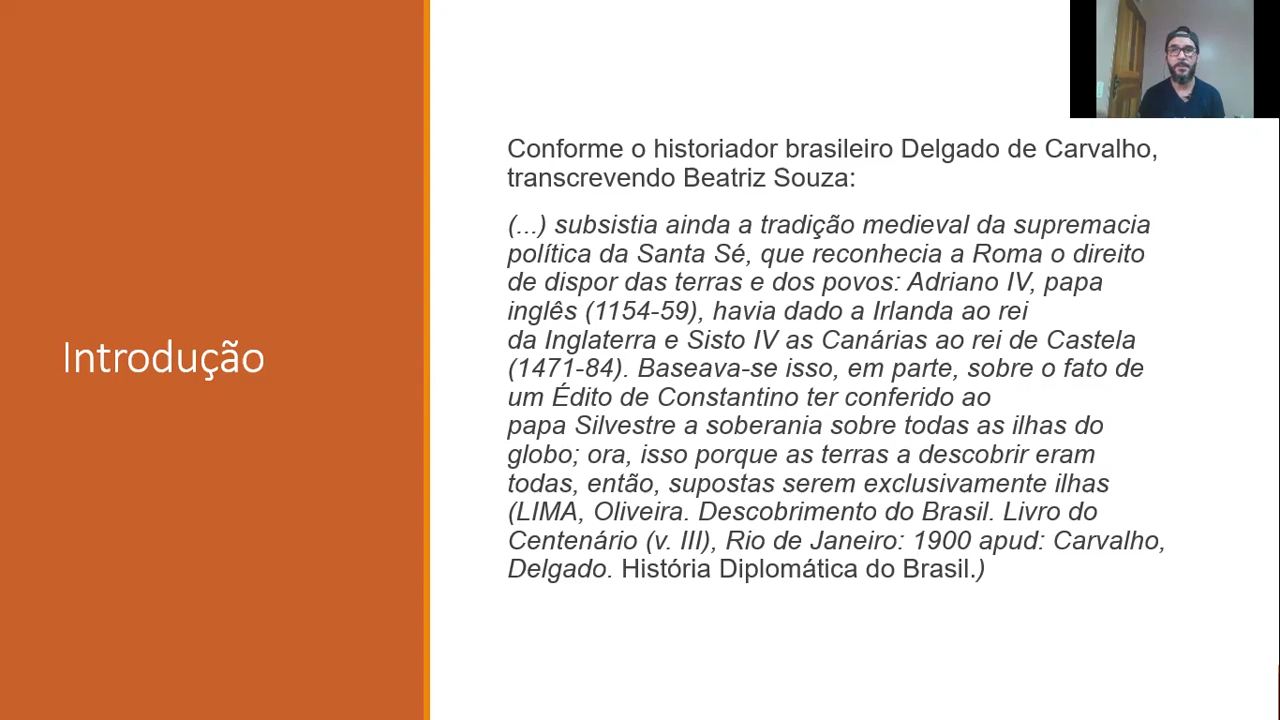 Introdução
Conforme o historiador brasileiro Delgado de Carvalho,
transcrevendo Beatriz Souza:
(...) subsistia ainda a tradição medieval da supremacia
política da Santa Sé, que reconhecia a Roma o direito
de dispor das terras e dos povos: Adriano IV, papa
inglês (1154-59), havia dado a Irlanda ao rei
da Inglaterra e Sisto IV as Canárias ao rei de Castela
(1471-84). Baseava-se isso, em parte, sobre o fato de
um Édito de Constantino ter conferido ao
papa Silvestre a soberania sobre todas as ilhas do
globo; ora, isso porque as terras a descobrir eram
todas, então, supostas serem exclusivamente ilhas
(LIMA, Oliveira. Descobrimento do Brasil. Livro do
Centenário (v. III), Rio de Janeiro: 1900 apud: Carvalho,
Delgado. História Diplomática do Brasil.)